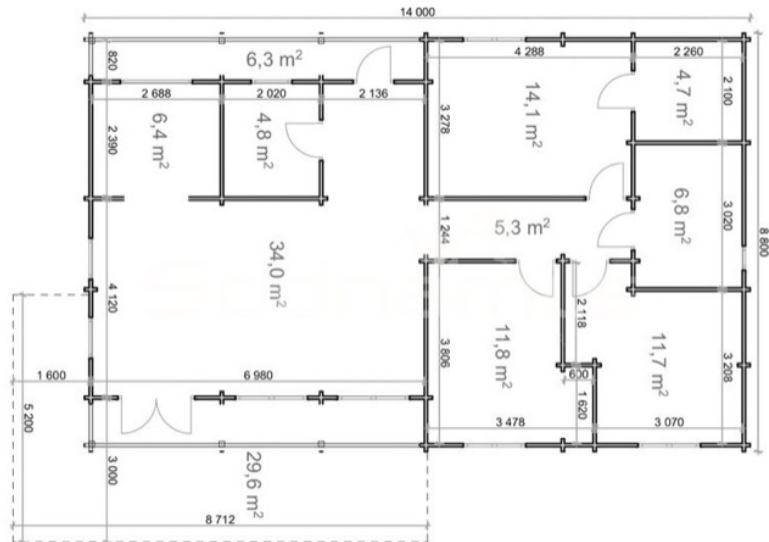 14 000
820
6,3 m²
4 288
2 260
2 688
2 020
2 136
14,1 m²
4,7 m²
2 100
6,4 m²
4,8 m²
2 390
3 278
5,3 m²
6,8 m²
3 020
8 800
1 244
34,0 m²
4 120
2 118
11,8 m²
11,7 m²
3 806
3 208
600
1 600
6 980
5 200
1 620
3 478
3 070
3 000
29,6 m²
8 712